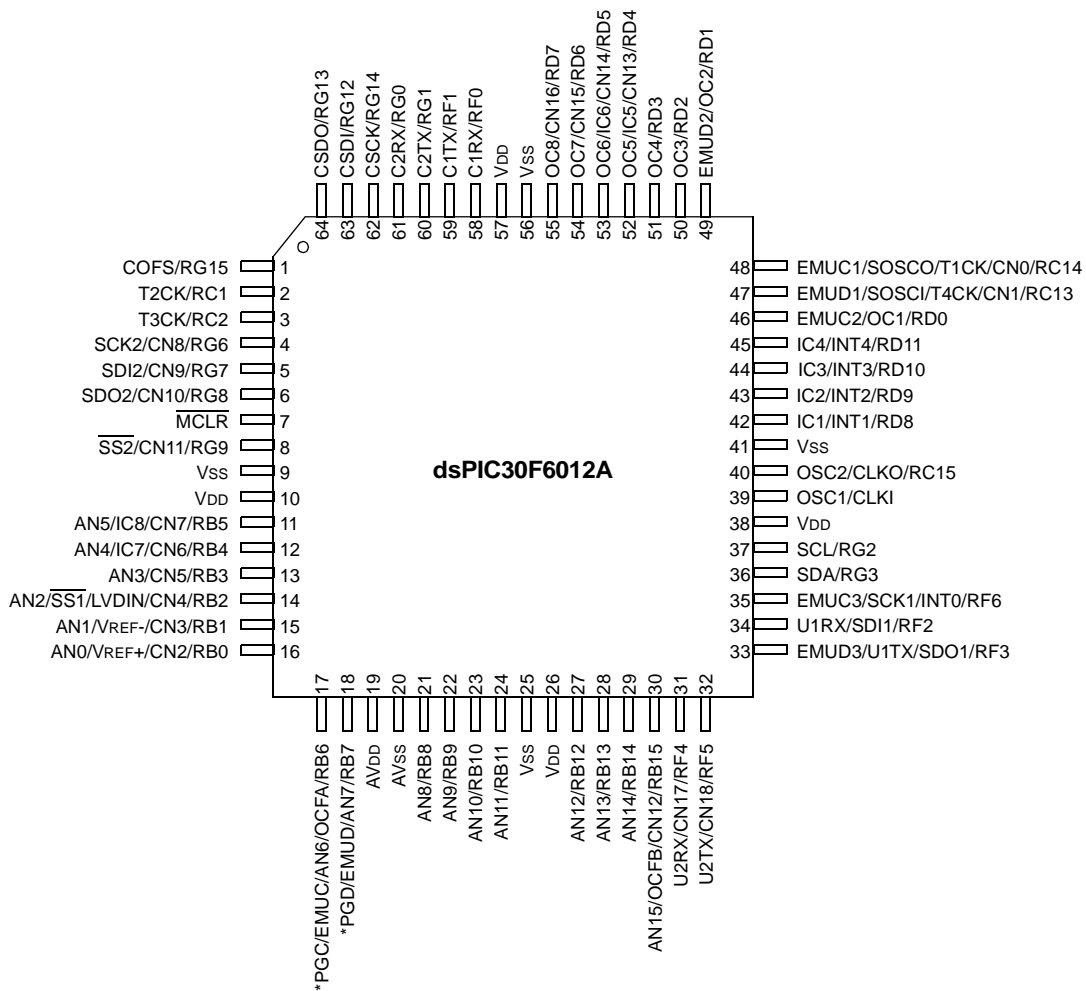 CSDO/RG13
CSDI/RG12
CSCK/RG14
C2RX/RG0
C2TX/RG1
C1TX/RF1
C1RX/RF0
VDD
VSS
OC8/CN16/RD7
OC7/CN15/RD6
OC6/IC6/CN14/RD5
OC5/IC5/CN13/RD4
OC4/RD3
OC3/RD2
EMUD2/OC2/RD1
64
63
62
61
60
59
58
57
56
55
54
53
52
51
50
49
COFS/RG15 1
T2CK/RC1 2
T3CK/RC2 3
SCK2/CN8/RG6 4
SDI2/CN9/RG7 5
SDO2/CN10/RG8 6
MCLR 7
SS2/CN11/RG9 8
VSS 9
VDD 10
AN5/IC8/CN7/RB5 11
AN4/IC7/CN6/RB4 12
AN3/CN5/RB3 13
AN2/SS1/LVDIN/CN4/RB2 14
AN1/VREF-/CN3/RB1 15
AN0/VREF+/CN2/RB0 16
dsPIC30F6012A
48 EMUC1/SOSCO/T1CK/CN0/RC14
47 EMUD1/SOSCI/T4CK/CN1/RC13
46 EMUC2/OC1/RD0
45 IC4/INT4/RD11
44 IC3/INT3/RD10
43 IC2/INT2/RD9
42 IC1/INT1/RD8
41 VSS
40 OSC2/CLKO/RC15
39 OSC1/CLKI
38 VDD
37 SCL/RG2
36 SDA/RG3
35 EMUC3/SCK1/INT0/RF6
34 U1RX/SDI1/RF2
33 EMUD3/U1TX/SDO1/RF3
17
18
19
20
21
22
23
24
25
26
27
28
29
30
31
32
*PGC/EMUC/AN6/OCFA/RB6
*PGD/EMUD/AN7/RB7
AVDD
AVSS
AN8/RB8
AN9/RB9
AN10/RB10
AN11/RB11
VSS
VDD
AN12/RB12
AN13/RB13
AN14/RB14
AN15/OCFB/CN12/RB15
U2RX/CN17/RF4
U2TX/CN18/RF5